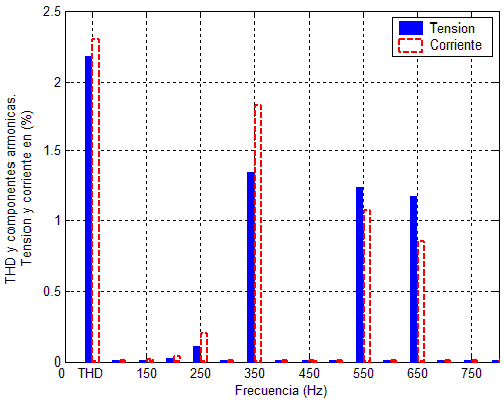 Tension
Corriente
THD y componentes armonicas.
Tension y corriente en (%)
2.5
2
1.5
1
0.5
0
0 THD 150 250 350 450 550 650 750
Frecuencia (Hz)